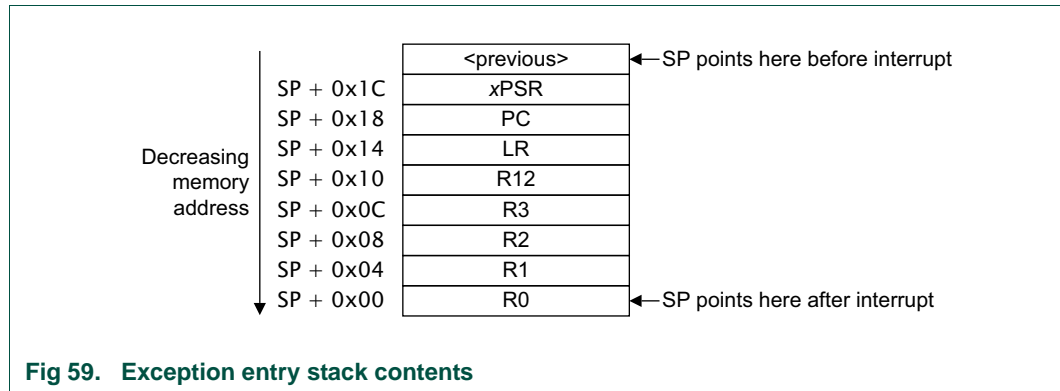 <previous> SP points here before interrupt
SP + 0x1C xPSR
SP + 0x18 PC
SP + 0x14 LR
Decreasing
memory
address
SP + 0x10 R12
SP + 0x0C R3
SP + 0x08 R2
SP + 0x04 R1
SP + 0x00 R0 SP points here after interrupt
Fig 59. Exception entry stack contents